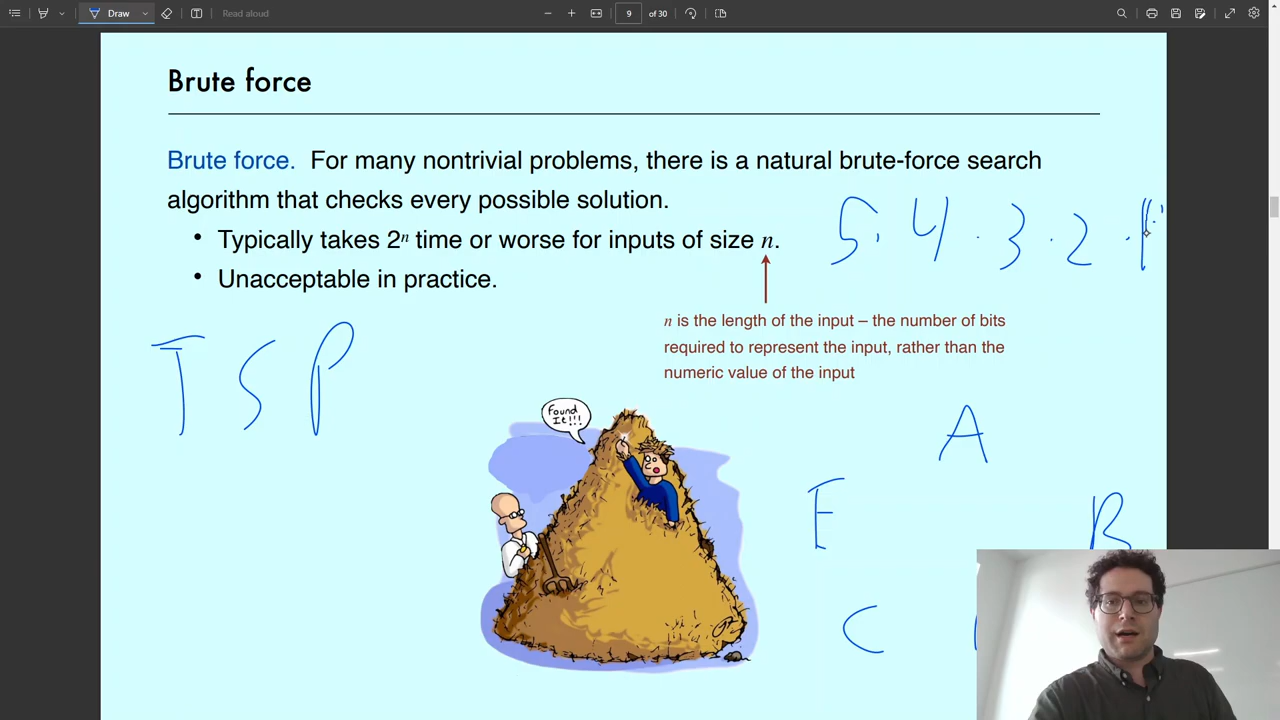 Draw
Read aloud
9 of 30
Brute force
Brute force. For many nontrivial problems, there is a natural brute-force search
algorithm that checks every possible solution.
• Typically takes 2ⁿ time or worse for inputs of size n.
• Unacceptable in practice.
5 · 4 · 3 · 2 · 1
n is the length of the input – the number of bits
required to represent the input, rather than the
numeric value of the input
TSP
Found
It!!!
A
E
B
C